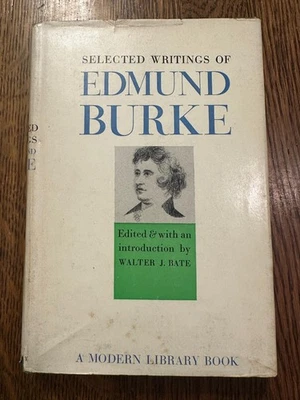 SELECTED WRITINGS OF
EDMUND
BURKE
Edited & with an
introduction by
WALTER J. BATE
A MODERN LIBRARY BOOK